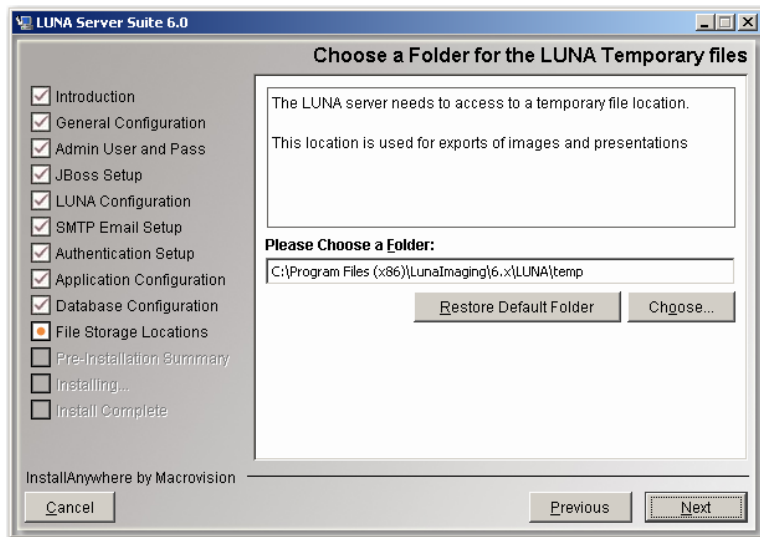 LUNA Server Suite 6.0
Choose a Folder for the LUNA Temporary files
Introduction
General Configuration
Admin User and Pass
JBoss Setup
LUNA Configuration
SMTP Email Setup
Authentication Setup
Application Configuration
Database Configuration
File Storage Locations
Pre-Installation Summary
Installing...
Install Complete
The LUNA server needs to access to a temporary file location.
This location is used for exports of images and presentations
Please Choose a Folder:
C:\Program Files (x86)\LunaImaging\6.x\LUNA\temp
Restore Default Folder
Choose...
InstallAnywhere by Macrovision
Cancel
Previous
Next